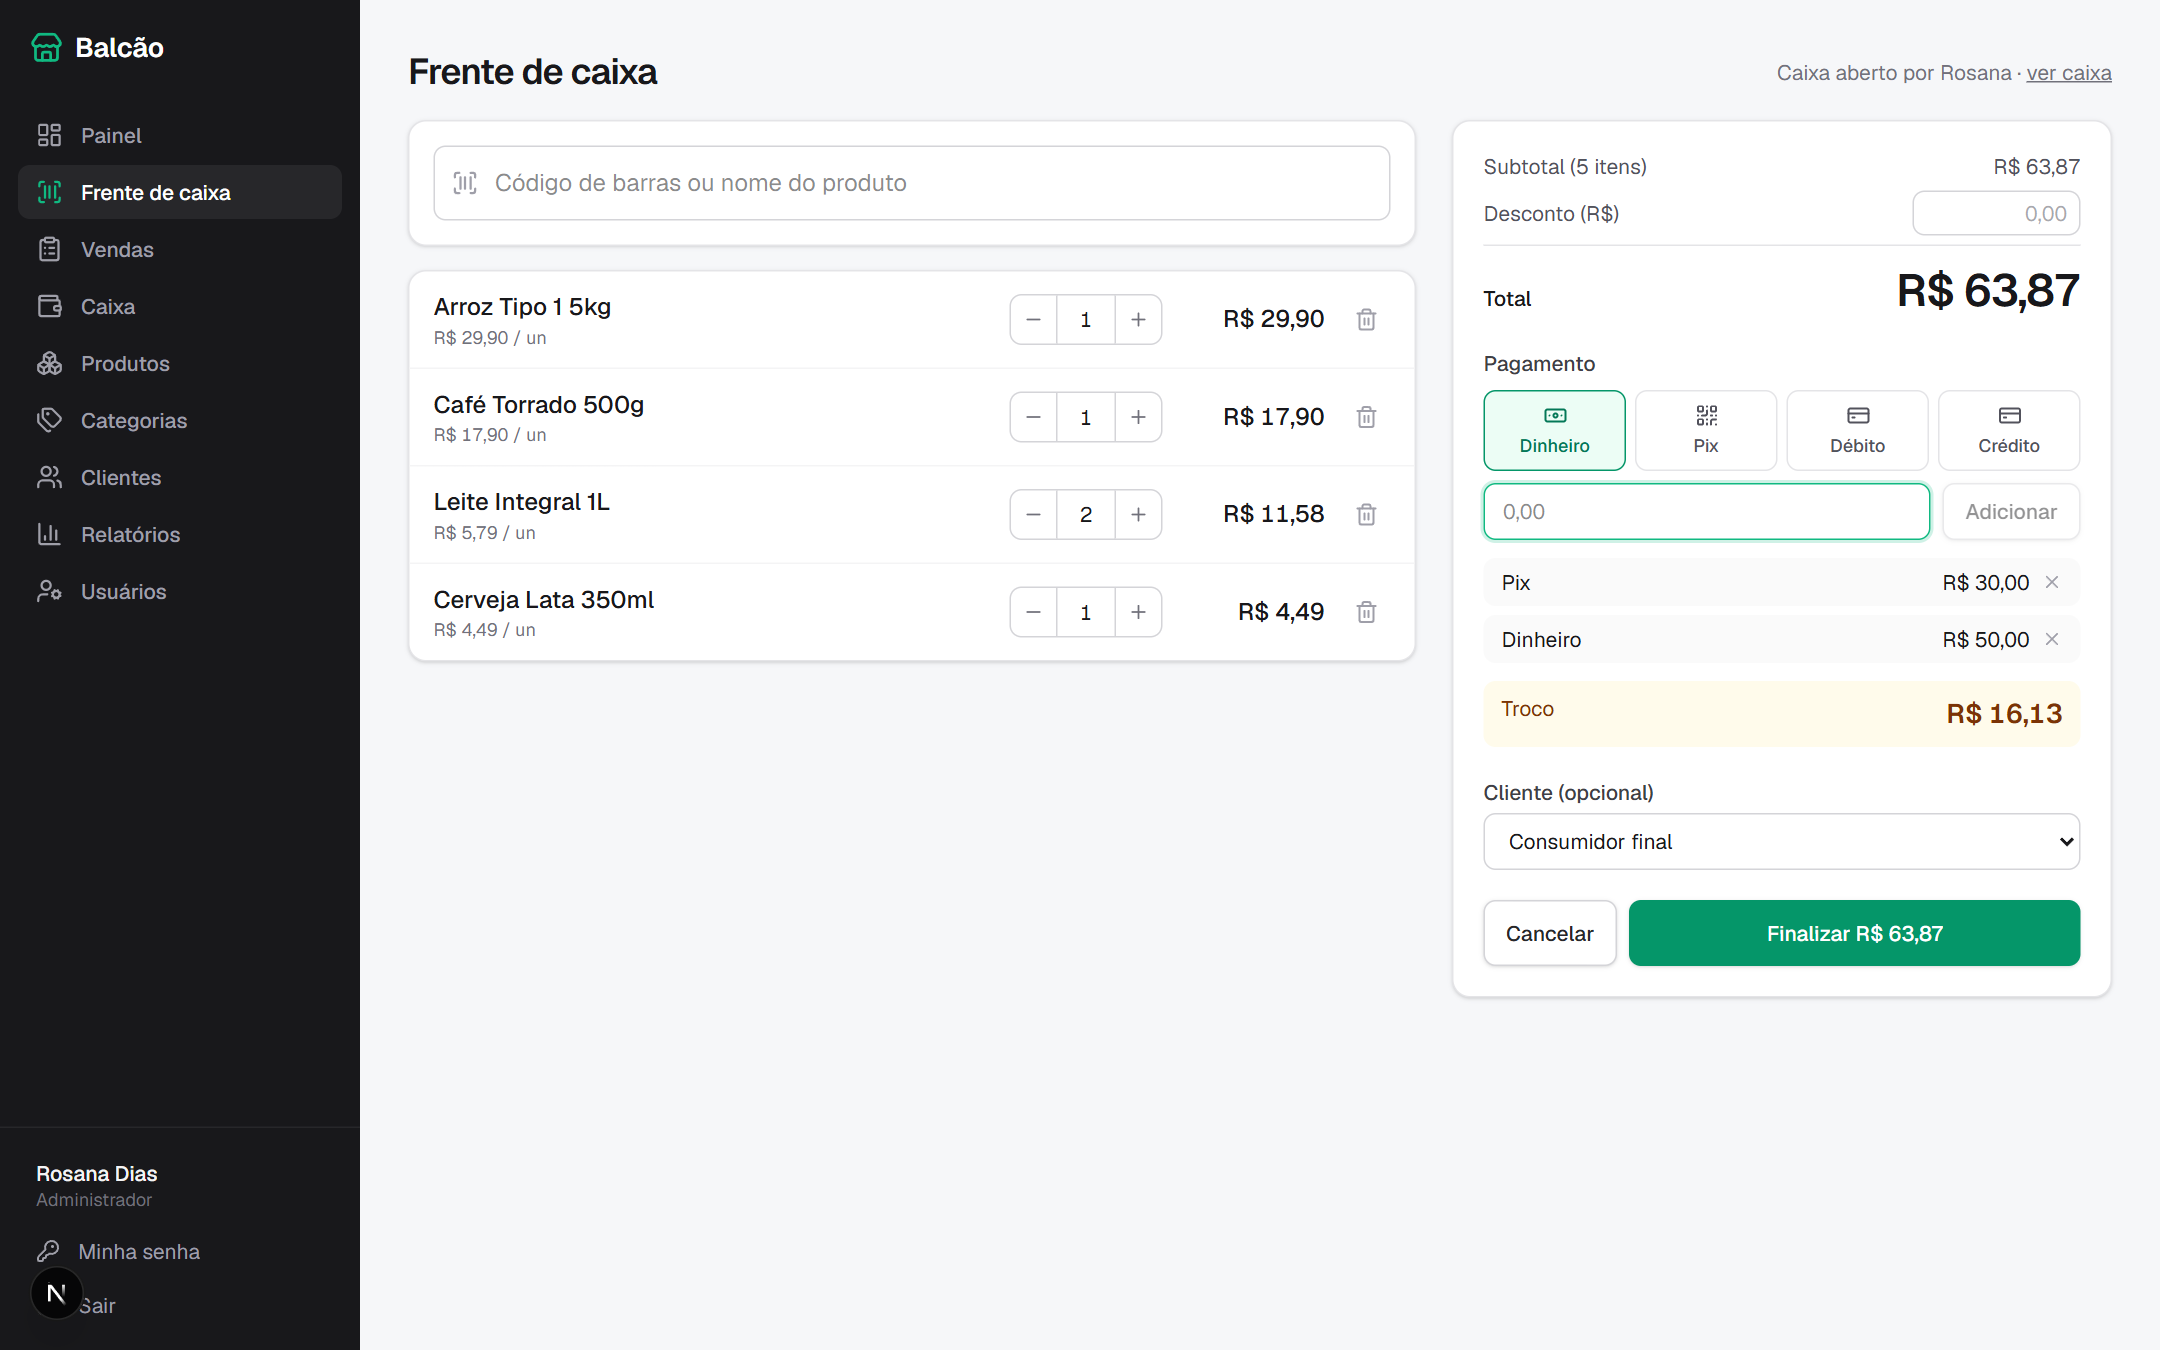 Balcão
Painel
Frente de caixa
Vendas
Caixa
Produtos
Categorias
Clientes
Relatórios
Usuários
Rosana Dias
Administrador
Minha senha
N
Sair
Frente de caixa
Caixa aberto por Rosana · ver caixa
Código de barras ou nome do produto
Arroz Tipo 1 5kg
R$ 29,90 / un
1
R$ 29,90
Café Torrado 500g
R$ 17,90 / un
1
R$ 17,90
Leite Integral 1L
R$ 5,79 / un
2
R$ 11,58
Cerveja Lata 350ml
R$ 4,49 / un
1
R$ 4,49
Subtotal (5 itens) R$ 63,87
Desconto (R$) 0,00
Total R$ 63,87
Pagamento
Dinheiro Pix Débito Crédito
0,00 Adicionar
Pix R$ 30,00
Dinheiro R$ 50,00
Troco R$ 16,13
Cliente (opcional)
Consumidor final
Cancelar Finalizar R$ 63,87